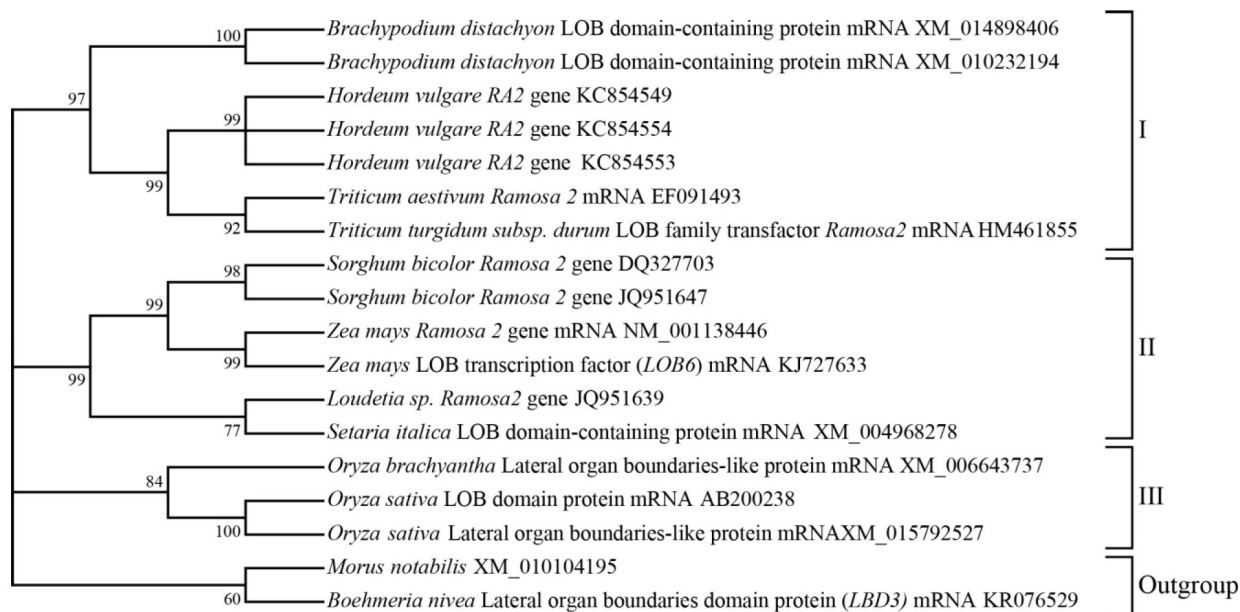 100
Brachypodium distachyon LOB domain-containing protein mRNA XM_014898406
Brachypodium distachyon LOB domain-containing protein mRNA XM_010232194
97
Hordeum vulgare RA2 gene KC854549
99
Hordeum vulgare RA2 gene KC854554
I
Hordeum vulgare RA2 gene KC854553
99
Triticum aestivum Ramosa 2 mRNA EF091493
92
Triticum turgidum subsp. durum LOB family transfactor Ramosa2 mRNA HM461855
98
Sorghum bicolor Ramosa 2 gene DQ327703
99
Sorghum bicolor Ramosa 2 gene JQ951647
Zea mays Ramosa 2 gene mRNA NM_001138446
II
99
Zea mays LOB transcription factor (LOB6) mRNA KJ727633
99
Loudetia sp. Ramosa2 gene JQ951639
77
Setaria italica LOB domain-containing protein mRNA XM_004968278
84
Oryza brachyantha Lateral organ boundaries-like protein mRNA XM_006643737
Oryza sativa LOB domain protein mRNA AB200238
III
100
Oryza sativa Lateral organ boundaries-like protein mRNAXM_015792527
Morus notabilis XM_010104195
Outgroup
60
Boehmeria nivea Lateral organ boundaries domain protein (LBD3) mRNA KR076529